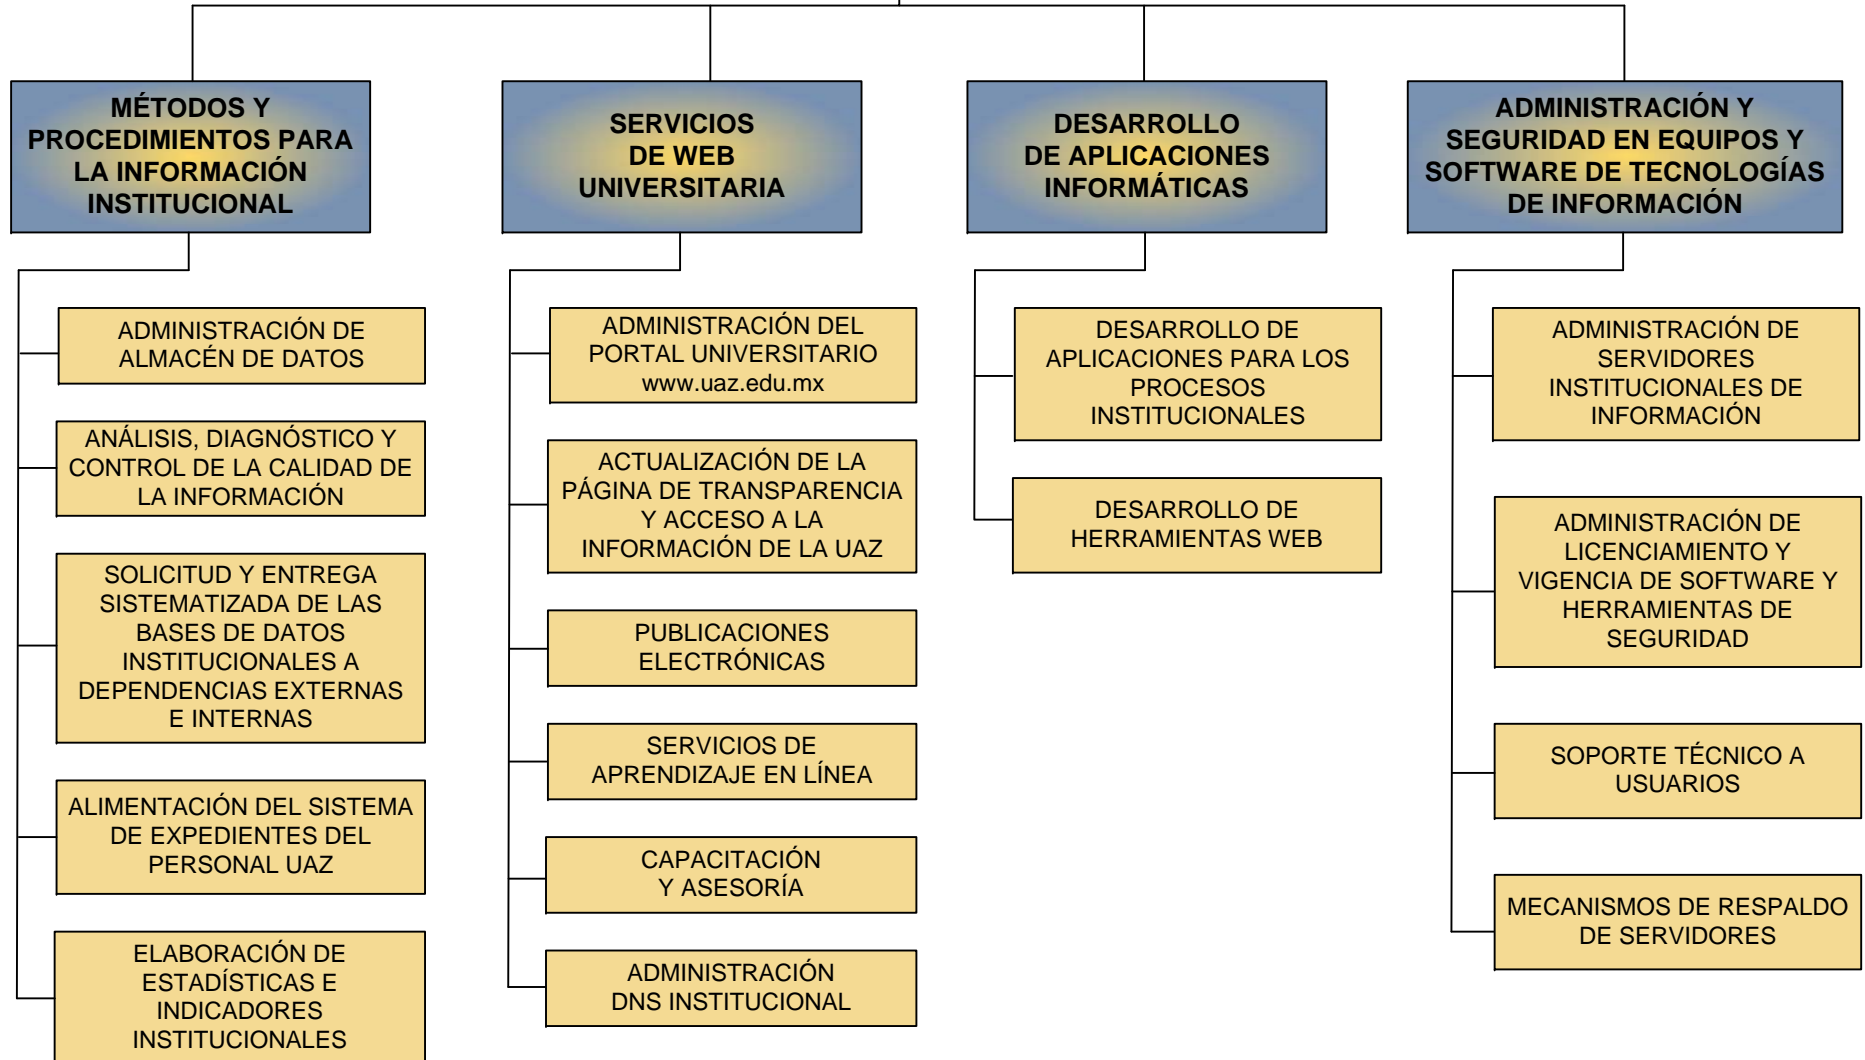 MÉTODOS Y
PROCEDIMIENTOS PARA
LA INFORMACIÓN
INSTITUCIONAL
ADMINISTRACIÓN DE
ALMACÉN DE DATOS
ANÁLISIS, DIAGNÓSTICO Y
CONTROL DE LA CALIDAD DE
LA INFORMACIÓN
SOLICITUD Y ENTREGA
SISTEMATIZADA DE LAS
BASES DE DATOS
INSTITUCIONALES A
DEPENDENCIAS EXTERNAS
E INTERNAS
ALIMENTACIÓN DEL SISTEMA
DE EXPEDIENTES DEL
PERSONAL UAZ
ELABORACIÓN DE
ESTADÍSTICAS E
INDICADORES
INSTITUCIONALES
SERVICIOS
DE WEB
UNIVERSITARIA
ADMINISTRACIÓN DEL
PORTAL UNIVERSITARIO
www.uaz.edu.mx
ACTUALIZACIÓN DE LA
PÁGINA DE TRANSPARENCIA
Y ACCESO A LA
INFORMACIÓN DE LA UAZ
PUBLICACIONES
ELECTRÓNICAS
SERVICIOS DE
APRENDIZAJE EN LÍNEA
CAPACITACIÓN
Y ASESORÍA
ADMINISTRACIÓN
DNS INSTITUCIONAL
DESARROLLO
DE APLICACIONES
INFORMÁTICAS
DESARROLLO DE
APLICACIONES PARA LOS
PROCESOS
INSTITUCIONALES
DESARROLLO DE
HERRAMIENTAS WEB
ADMINISTRACIÓN Y
SEGURIDAD EN EQUIPOS Y
SOFTWARE DE TECNOLOGÍAS
DE INFORMACIÓN
ADMINISTRACIÓN DE
SERVIDORES
INSTITUCIONALES DE
INFORMACIÓN
ADMINISTRACIÓN DE
LICENCIAMIENTO Y
VIGENCIA DE SOFTWARE Y
HERRAMIENTAS DE
SEGURIDAD
SOPORTE TÉCNICO A
USUARIOS
MECANISMOS DE RESPALDO
DE SERVIDORES